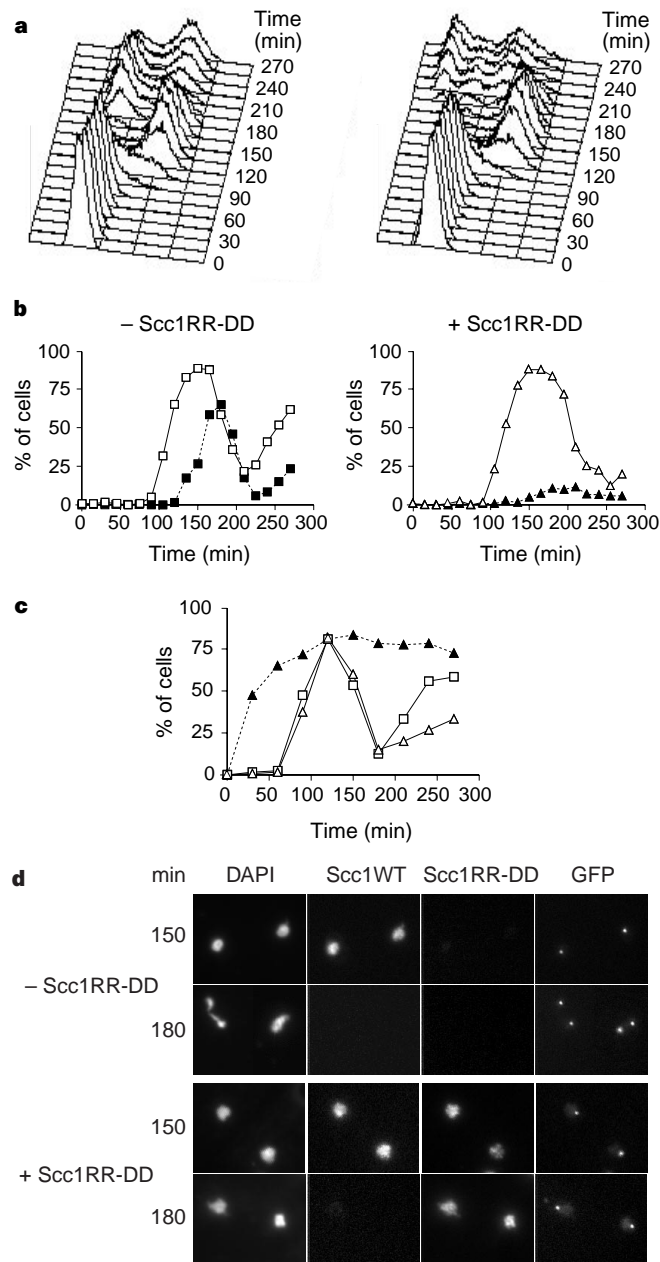 a
Time
(min)
270
240
210
180
150
120
90
60
30
0
Time
(min)
270
240
210
180
150
120
90
60
30
0
b
– Scc1RR-DD
100
75
50
25
0
% of cells
0 50 100 150 200 250 300
Time (min)
+ Scc1RR-DD
100
75
50
25
0
% of cells
0 50 100 150 200 250 300
Time (min)
c
100
75
50
25
0
% of cells
0 50 100 150 200 250 300
Time (min)
d
min DAPI Scc1WT Scc1RR-DD GFP
150
– Scc1RR-DD
180
150
+ Scc1RR-DD
180